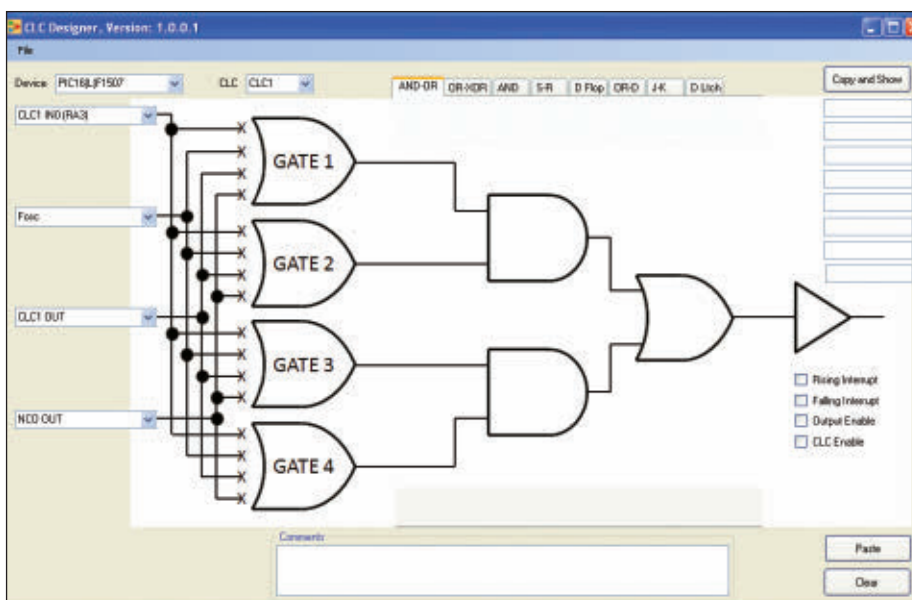 CLC Designer, Version: 1.0.0.1
File
Device PIC16(L)F1507 CLC CLC1
AND-OR OR-XOR AND S-R D Flop OR-D J-K D Ltch
Copy and Show
CLC1 IN0 (RA3)
Fosc
CLC1 OUT
NCO OUT
X
X
X
X
GATE 1
X
X
X
X
GATE 2
X
X
X
X
GATE 3
X
X
X
X
GATE 4
Rising Interrupt
Falling Interrupt
Output Enable
CLC Enable
Comments
Paste
Clear